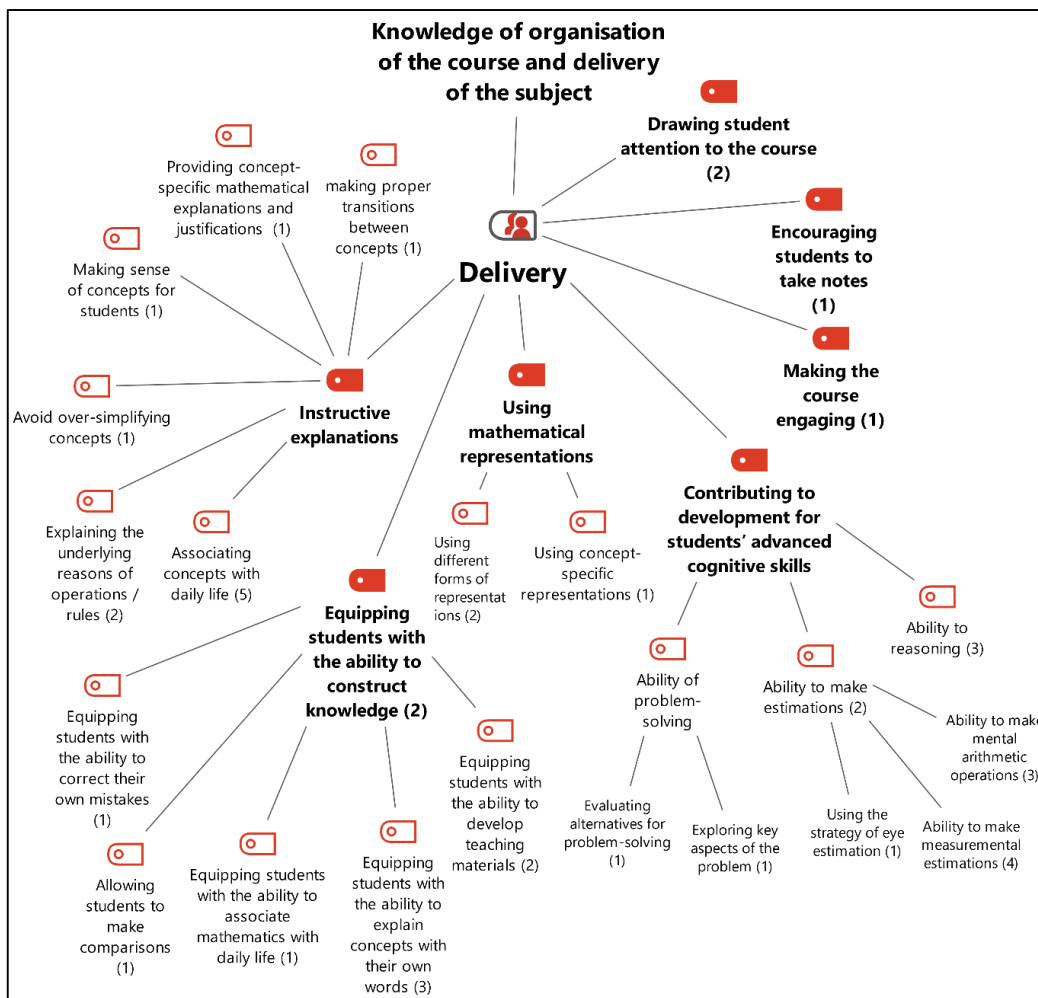 Knowledge of organisation
of the course and delivery
of the subject
Drawing student
attention to the course
(2)
Providing concept-
specific mathematical
explanations and
justifications (1)
making proper
transitions
between
concepts (1)
Encouraging
students to
take notes
(1)
Making sense
of concepts for
students (1)
Delivery
Making the
course
engaging (1)
Avoid over-simplifying
concepts (1)
Instructive
explanations
Using
mathematical
representations
Contributing to
development for
students’ advanced
cognitive skills
Explaining the
underlying
reasons of
operations /
rules (2)
Associating
concepts with
daily life (5)
Using
different
forms of
representat
ions (2)
Using concept-
specific
representations (1)
Equipping
students with
the ability to
construct
knowledge (2)
Ability to
reasoning (3)
Ability of
problem-
solving
Ability to make
estimations (2)
Ability to make
mental
arithmetic
operations (3)
Equipping
students with
the ability to
correct their
own mistakes
(1)
Equipping
students with
the ability to
develop
teaching
materials
(2)
Evaluating
alternatives for
problem-solving
(1)
Exploring key
aspects of the
problem (1)
Using the
strategy of eye
estimation (1)
Ability to make
measuremental
estimations (4)
Allowing
students to
make
comparisons
(1)
Equipping students
with the ability to
associate
mathematics with
daily life (1)
Equipping
students with
the ability to
explain
concepts with
their own
words (3)